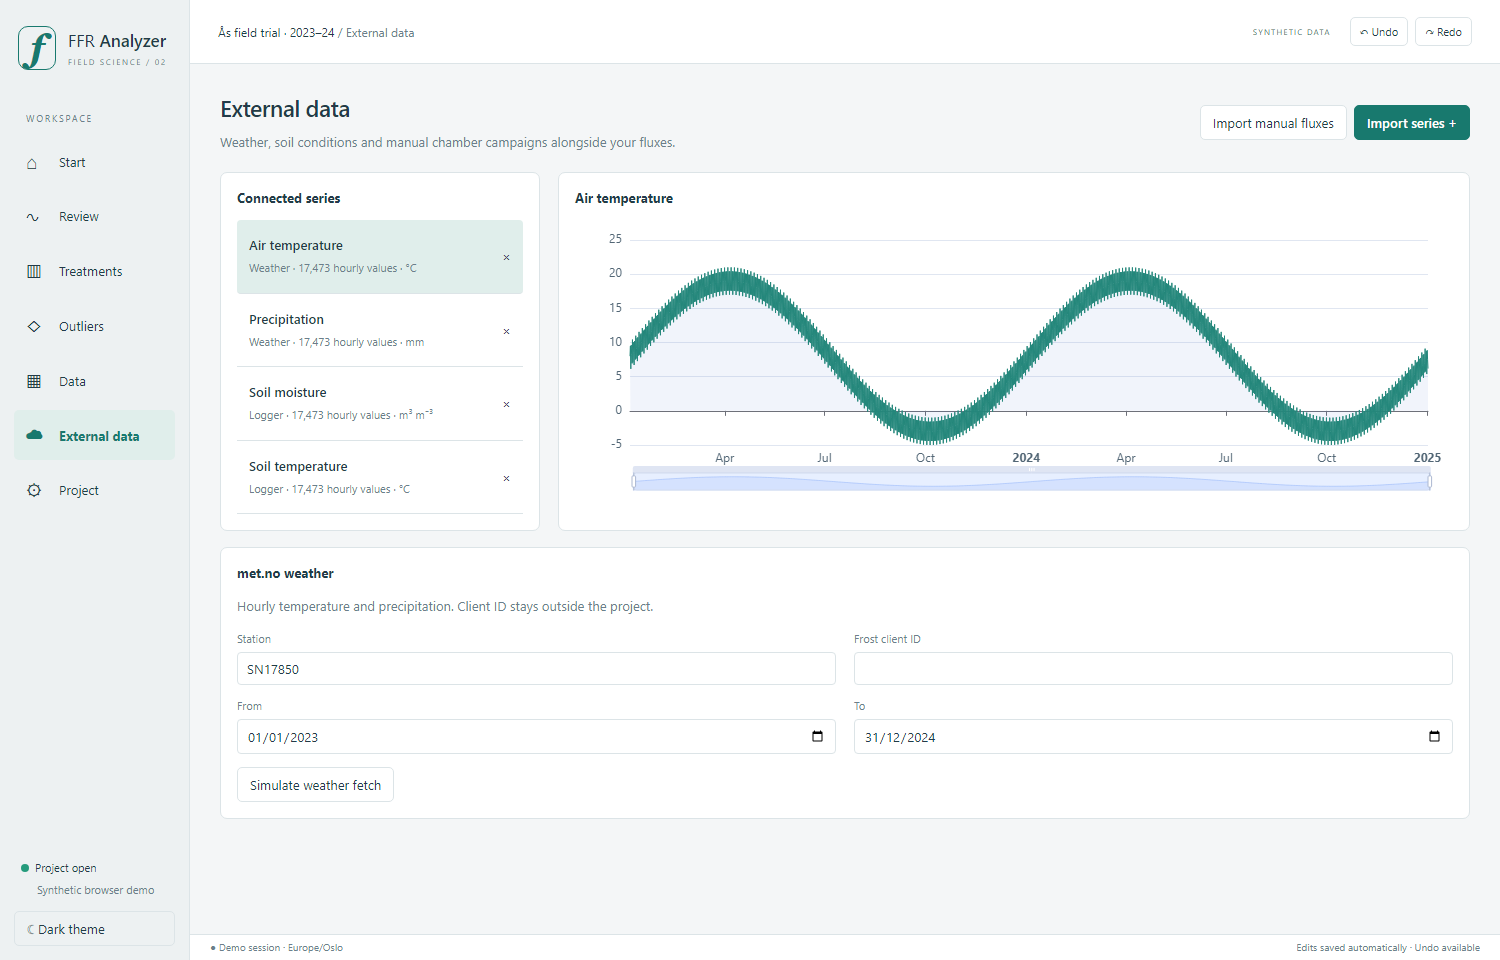 FFR Analyzer
FIELD SCIENCE / 02
WORKSPACE
Start
Review
Treatments
Outliers
Data
External data
Project
Project open
Synthetic browser demo
Dark theme
Ås field trial · 2023–24 / External data
SYNTHETIC DATA
Undo
Redo
External data
Weather, soil conditions and manual chamber campaigns alongside your fluxes.
Import manual fluxes
Import series +
Connected series
Air temperature
Weather · 17,473 hourly values · °C
×
Precipitation
Weather · 17,473 hourly values · mm
×
Soil moisture
Logger · 17,473 hourly values · m³ m⁻³
×
Soil temperature
Logger · 17,473 hourly values · °C
×
Air temperature
25
20
15
10
5
0
-5
Apr Jul Oct 2024 Apr Jul Oct 2025
met.no weather
Hourly temperature and precipitation. Client ID stays outside the project.
Station
SN17850
Frost client ID
From
01/01/2023
To
31/12/2024
Simulate weather fetch
Demo session · Europe/Oslo
Edits saved automatically · Undo available